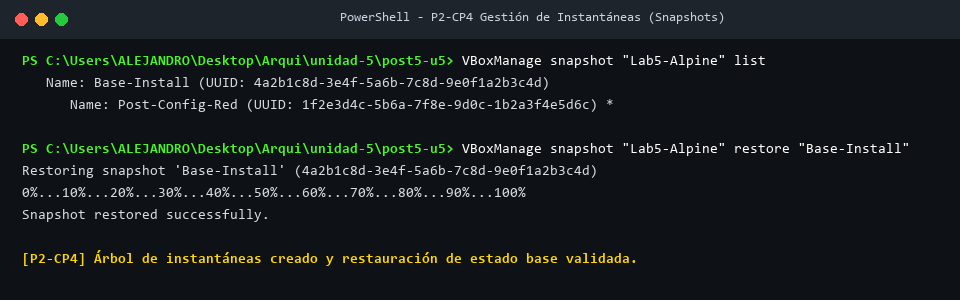 PowerShell - P2-CP4 Gestión de Instantáneas (Snapshots)
PS C:\Users\ALEJANDRO\Desktop\Arqui\unidad-5\post5-u5> VBoxManage snapshot "Lab5-Alpine" list
Name: Base-Install (UUID: 4a2b1c8d-3e4f-5a6b-7c8d-9e0f1a2b3c4d)
Name: Post-Config-Red (UUID: 1f2e3d4c-5b6a-7f8e-9d0c-1b2a3f4e5d6c) *
PS C:\Users\ALEJANDRO\Desktop\Arqui\unidad-5\post5-u5> VBoxManage snapshot "Lab5-Alpine" restore "Base-Install"
Restoring snapshot 'Base-Install' (4a2b1c8d-3e4f-5a6b-7c8d-9e0f1a2b3c4d)
0%...10%...20%...30%...40%...50%...60%...70%...80%...90%...100%
Snapshot restored successfully.
[P2-CP4] Árbol de instantáneas creado y restauración de estado base validada.